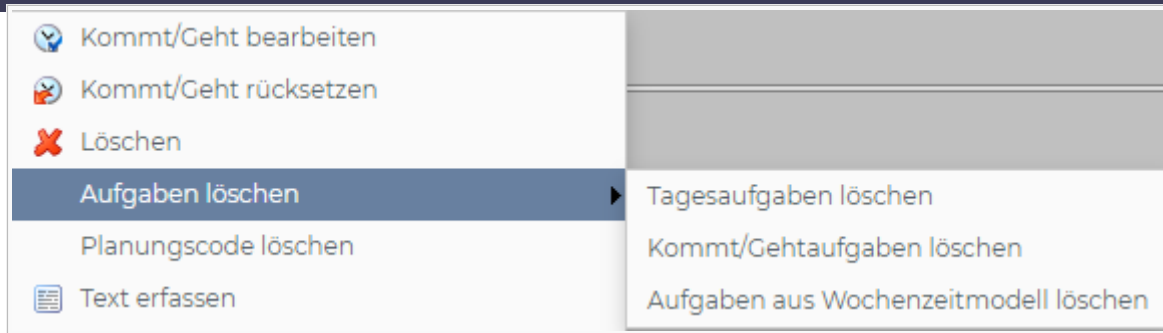 Kommt/Geht bearbeiten
Kommt/Geht rücksetzen
Löschen
Aufgaben löschen
Planungscode löschen
Text erfassen
Tagesaufgaben löschen
Kommt/Gehtaufgaben löschen
Aufgaben aus Wochenzeitmodell löschen